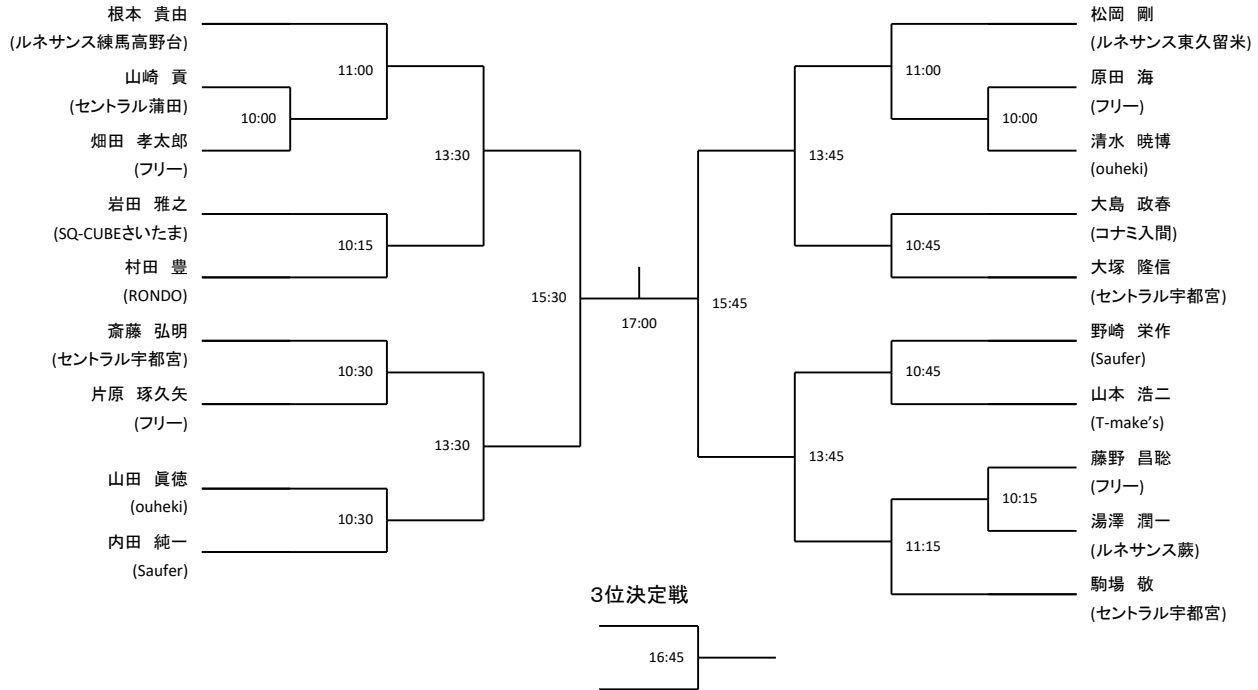 根本 貴由
(ルネサンス練馬高野台)
11:00
山崎 貢
(セントラル蒲田)
10:00
畑田 孝太郎
(フリー)
13:30
岩田 雅之
(SQ-CUBEさいたま)
10:15
村田 豊
(RONDO)
15:30
斎藤 弘明
(セントラル宇都宮)
10:30
片原 琢久矢
(フリー)
13:30
山田 眞徳
(ouheki)
10:30
内田 純一
(Saufer)
17:00
松岡 剛
(ルネサンス東久留米)
11:00
原田 海
(フリー)
10:00
清水 暁博
(ouheki)
13:45
大島 政春
(コナミ入間)
10:45
大塚 隆信
(セントラル宇都宮)
15:45
野崎 栄作
(Saufer)
10:45
山本 浩二
(T-make's)
13:45
藤野 昌聡
(フリー)
10:15
湯澤 潤一
(ルネサンス蕨)
11:15
駒場 敬
(セントラル宇都宮)
3位決定戦
16:45